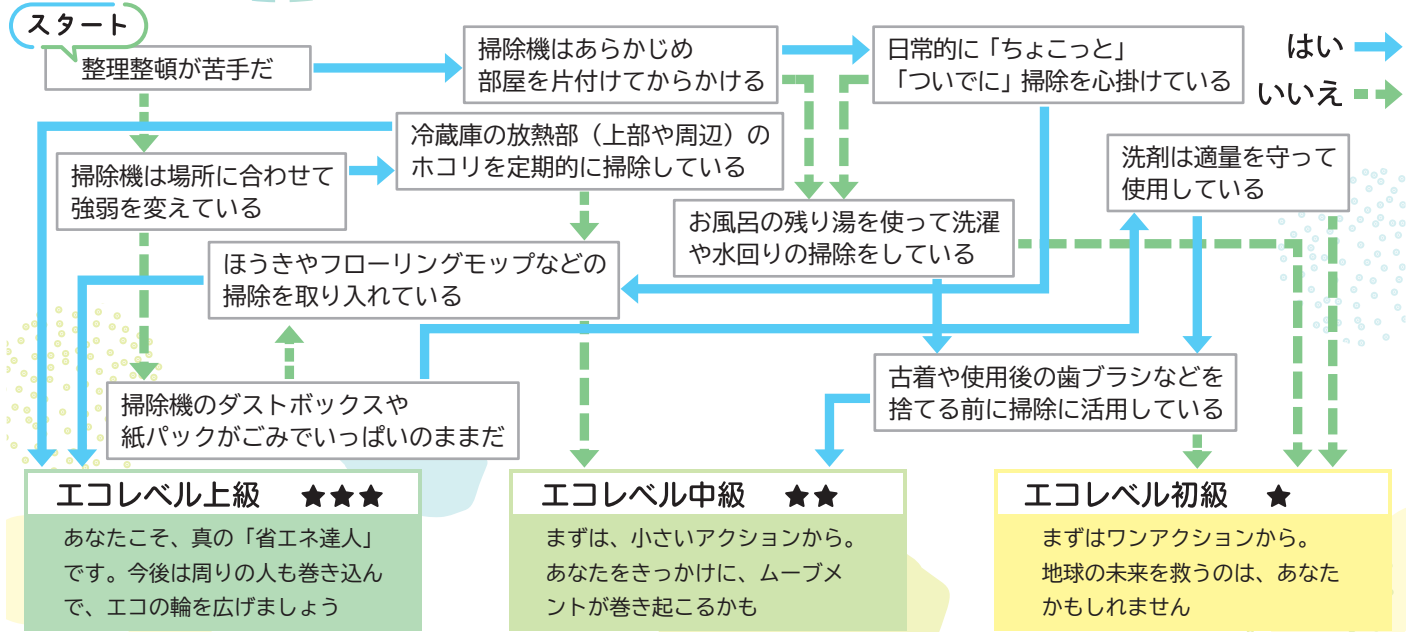 スタート
整理整頓が苦手だ
掃除機はあらかじめ
部屋を片付けてからかける
日常的に「ちょこっと」
「ついでに」掃除を心掛けている
はい
いいえ
冷蔵庫の放熱部（上部や周辺）の
ホコリを定期的に掃除している
掃除機は場所に合わせて
強弱を変えている
洗剤は適量を守って
使用している
お風呂の残り湯を使って洗濯
や水回りの掃除をしている
ほうきやフローリングモップなどの
掃除を取り入れている
掃除機のダストボックスや
紙パックがごみでいっぱいのままだ
古着や使用後の歯ブラシなどを
捨てる前に掃除に活用している
エコレベル上級 ★★★
あなたこそ、真の「省エネ達人」
です。今後は周りの人も巻き込ん
で、エコの輪を広げましょう
エコレベル中級 ★★
まずは、小さいアクションから。
あなたをきっかけに、ムーブメ
ントが巻き起こるかも
エコレベル初級 ★
まずはワンアクションから。
地球の未来を救うのは、あなた
かもしれません